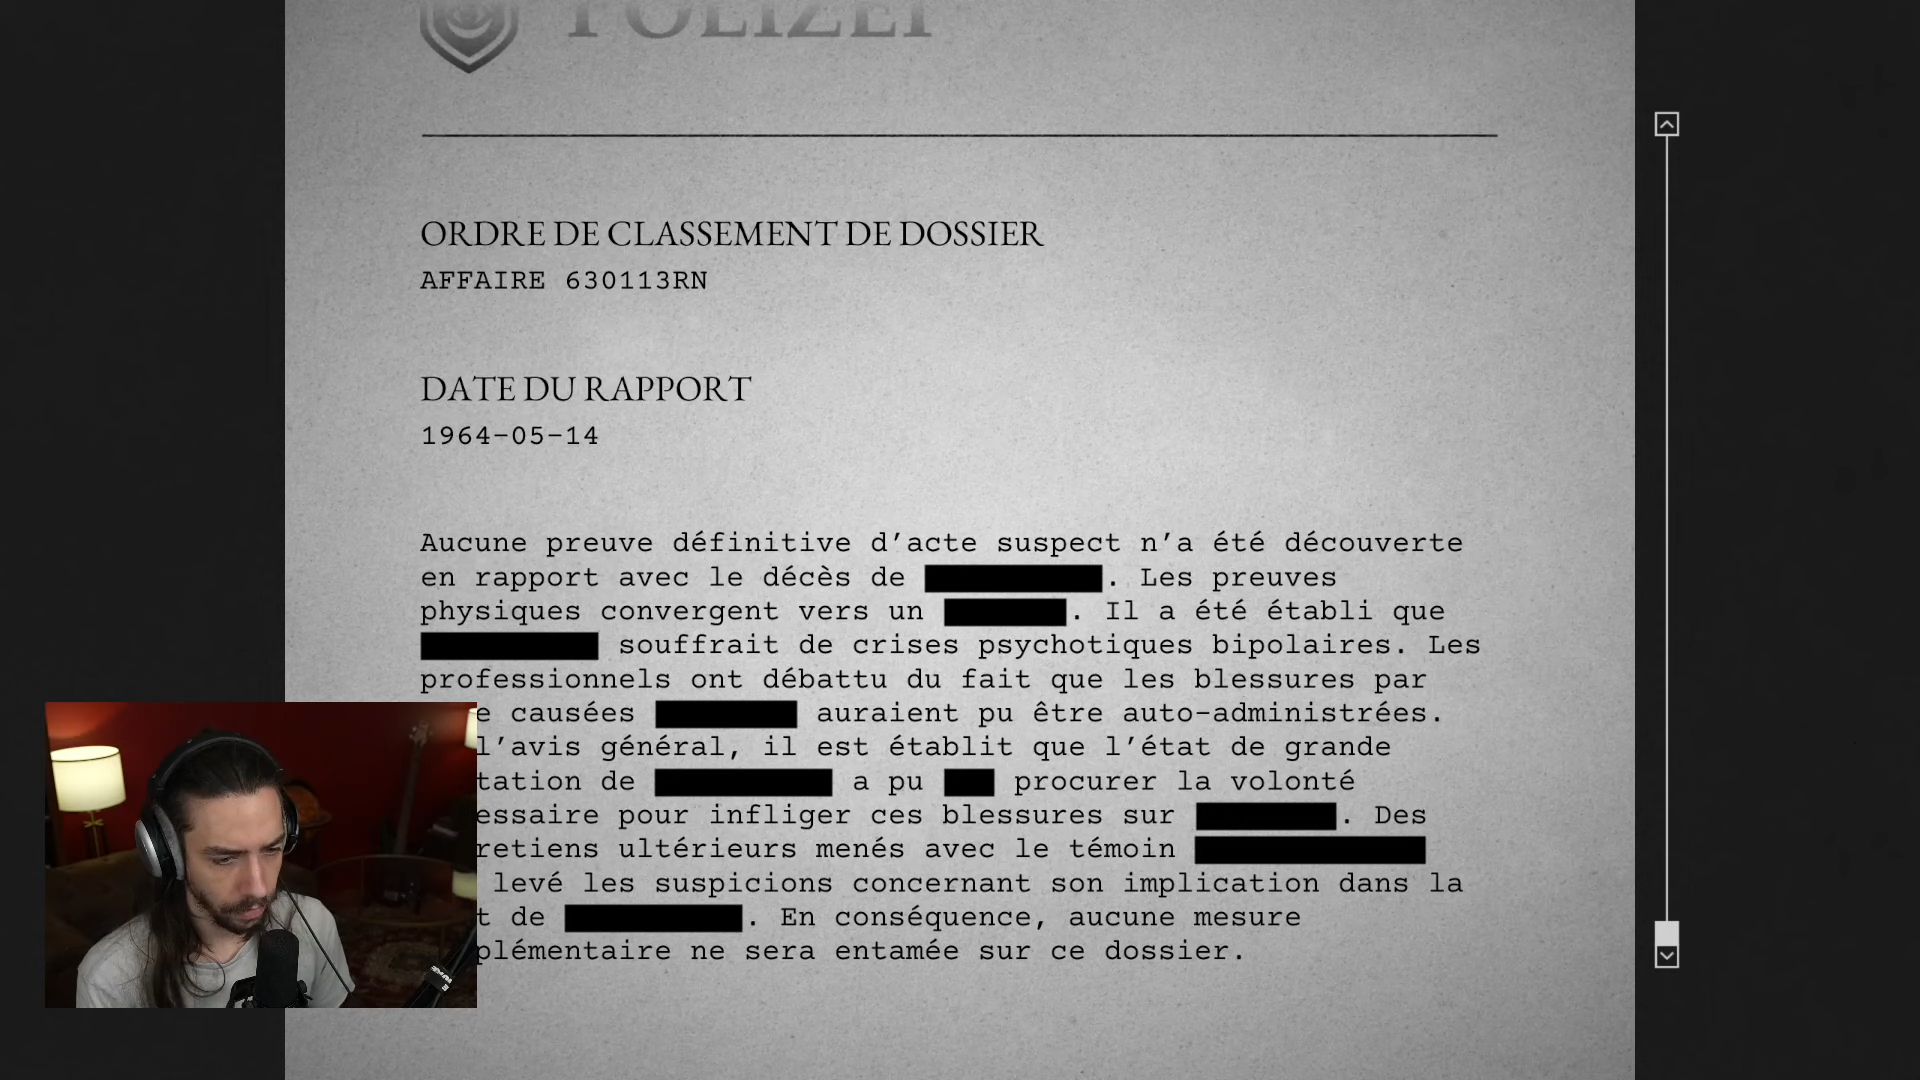 POLIZEI
ORDRE DE CLASSEMENT DE DOSSIER
AFFAIRE 630113RN
DATE DU RAPPORT
1964-05-14
Aucune preuve définitive d’acte suspect n’a été découverte
en rapport avec le décès de . Les preuves
physiques convergent vers un . Il a été établi que
souffrait de crises psychotiques bipolaires. Les
professionnels ont débattu du fait que les blessures par
causées auraient pu être auto-administrées.
l’avis général, il est établit que l’état de grande
tation de a pu procurer la volonté
essaire pour infliger ces blessures sur . Des
retiens ultérieurs menés avec le témoin
levé les suspicions concernant son implication dans la
t de . En conséquence, aucune mesure
plémentaire ne sera entamée sur ce dossier.